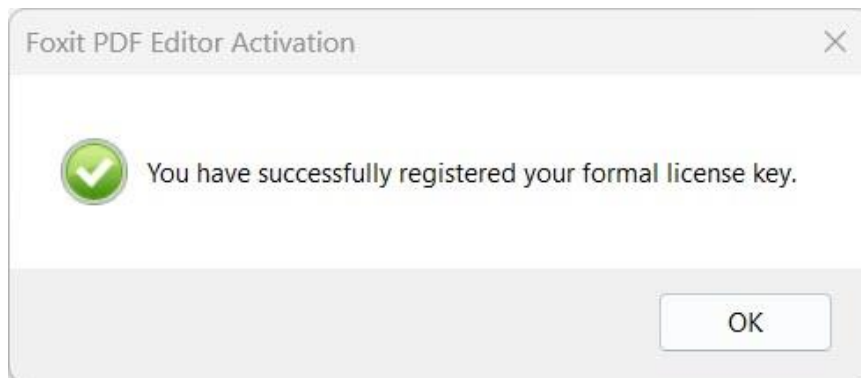 Foxit PDF Editor Activation
You have successfully registered your formal license key.
OK